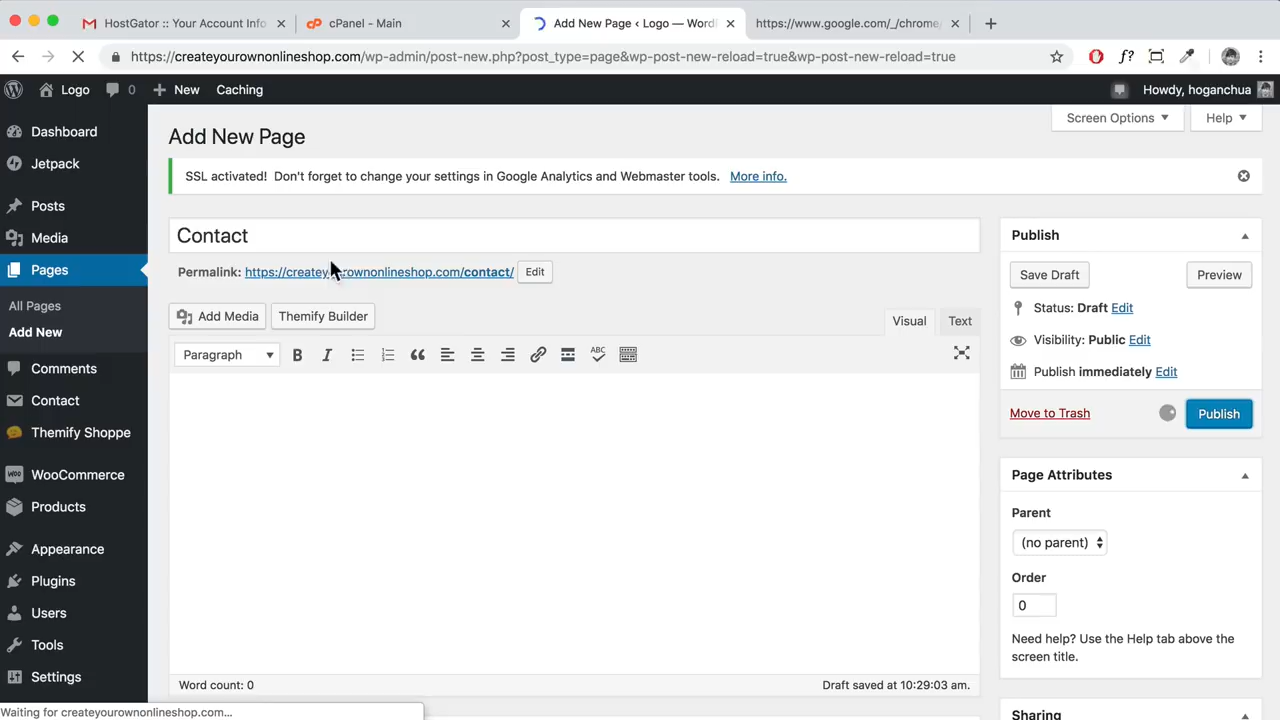 HostGator :: Your Account Info
cPanel - Main
Add New Page ‹ Logo — WordP
https://www.google.com/_/chrome/
https://createyourownonlineshop.com/wp-admin/post-new.php?post_type=page&wp-post-new-reload=true&wp-post-new-reload=true
f?
Logo
0
New
Caching
Howdy, hoganchua
Dashboard
Jetpack
Posts
Media
Pages
All Pages
Add New
Comments
Contact
Themify Shoppe
WooCommerce
Products
Appearance
Plugins
Users
Tools
Settings
Screen Options
Help
Add New Page
SSL activated! Don't forget to change your settings in Google Analytics and Webmaster tools. More info.
Contact
Permalink: https://createyourownonlineshop.com/contact/ Edit
Add Media
Themify Builder
Visual
Text
Paragraph
B
I
ABC
Word count: 0
Draft saved at 10:29:03 am.
Publish
Save Draft
Preview
Status: Draft Edit
Visibility: Public Edit
Publish immediately Edit
Move to Trash
Publish
Page Attributes
Parent
(no parent)
Order
0
Need help? Use the Help tab above the
screen title.
Sharing
Waiting for createyourownonlineshop.com...